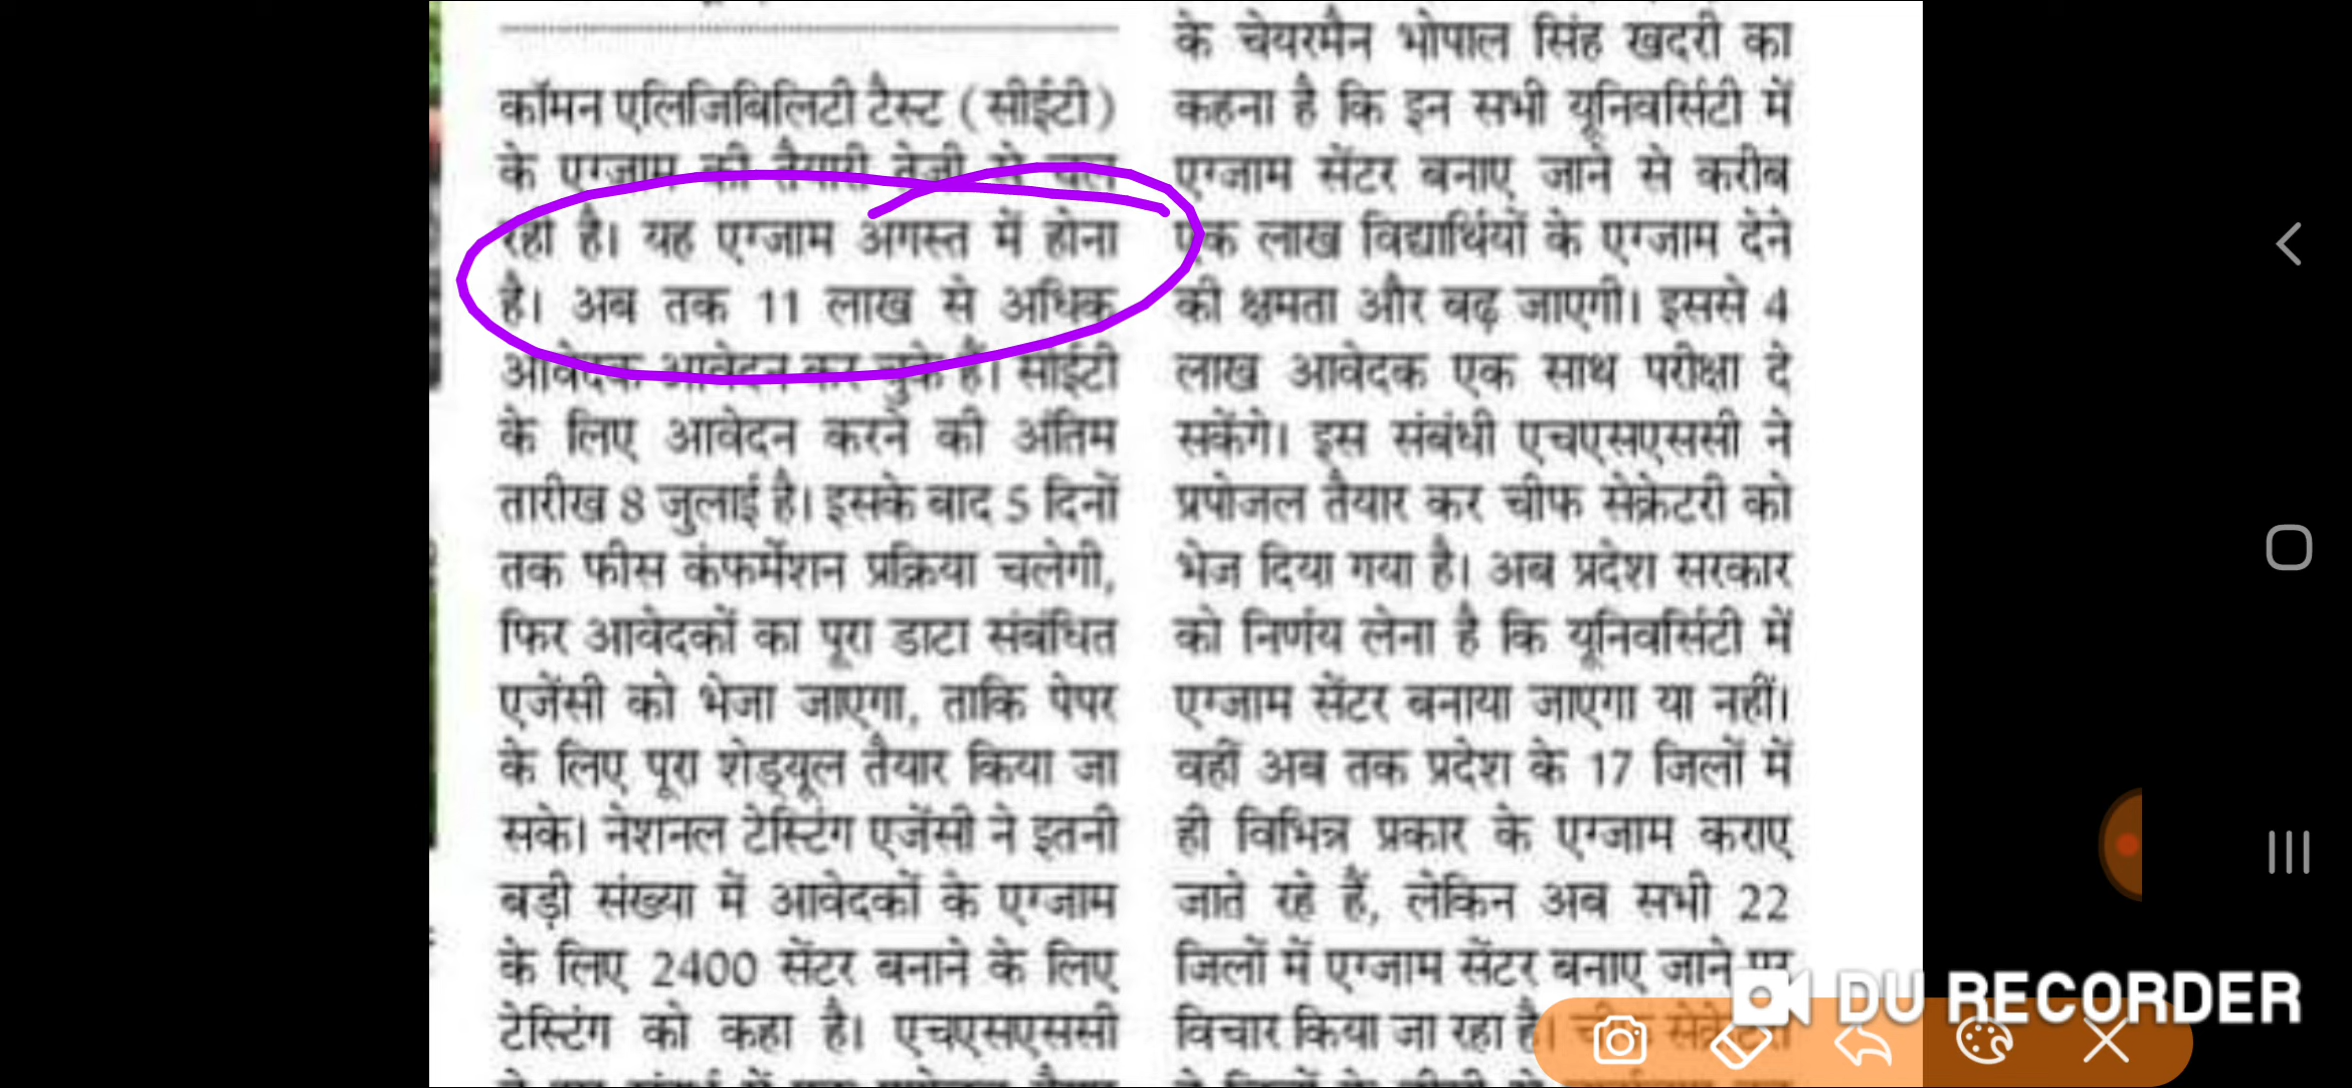 कॉमन एलिजिबिलिटी टैस्ट (सीईटी)
के एग्जाम की तैयारी तेजी से चल
रही है। यह एग्जाम अगस्त में होना
है। अब तक 11 लाख से अधिक
आवेदक आवेदन कर चुके हैं। सीईटी
के लिए आवेदन करने की अंतिम
तारीख 8 जुलाई है। इसके बाद 5 दिनों
तक फीस कंफर्मेशन प्रक्रिया चलेगी,
फिर आवेदकों का पूरा डाटा संबंधित
एजेंसी को भेजा जाएगा, ताकि पेपर
के लिए पूरा शेड्यूल तैयार किया जा
सके। नेशनल टेस्टिंग एजेंसी ने इतनी
बड़ी संख्या में आवेदकों के एग्जाम
के लिए 2400 सेंटर बनाने के लिए
टेस्टिंग को कहा है। एचएसएससी
के चेयरमैन भोपाल सिंह खदरी का
कहना है कि इन सभी यूनिवर्सिटी में
एग्जाम सेंटर बनाए जाने से करीब
एक लाख विद्यार्थियों के एग्जाम देने
की क्षमता और बढ़ जाएगी। इससे 4
लाख आवेदक एक साथ परीक्षा दे
सकेंगे। इस संबंधी एचएसएससी ने
प्रपोजल तैयार कर चीफ सेक्रेटरी को
भेज दिया गया है। अब प्रदेश सरकार
को निर्णय लेना है कि यूनिवर्सिटी में
एग्जाम सेंटर बनाया जाएगा या नहीं।
वहीं अब तक प्रदेश के 17 जिलों में
ही विभिन्न प्रकार के एग्जाम कराए
जाते रहे हैं, लेकिन अब सभी 22
जिलों में एग्जाम सेंटर बनाए जाने पर
विचार किया जा रहा है। चीफ सेक्रेटरी
DU RECORDER